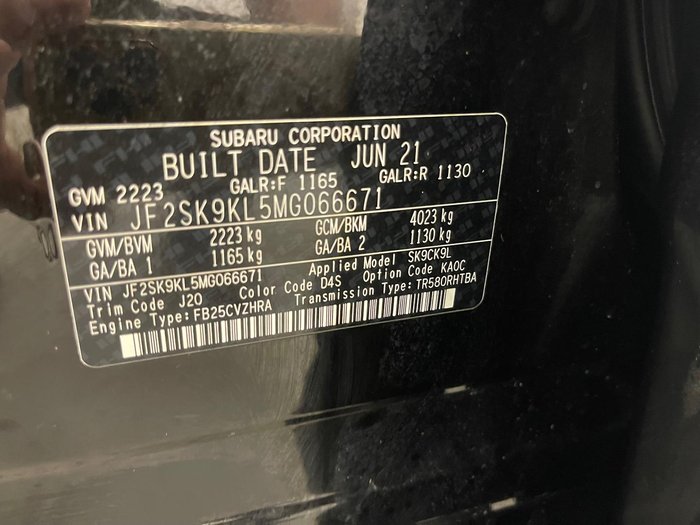 SUBARU CORPORATION
BUILT DATE JUN 21
GVM 2223 GALR:F 1165 GALR:R 1130
VIN JF2SK9KL5MG066671
GVM/BVM 2223 kg GCM/BKM 4023 kg
GA/BA 1 1165 kg GA/BA 2 1130 kg
VIN JF2SK9KL5MG066671 Applied Model SK9CK9L
Trim Code J20 Color Code D4S Option Code KAOC
Engine Type:FB25CVZHRA Transmission Type:TR580RHTBA